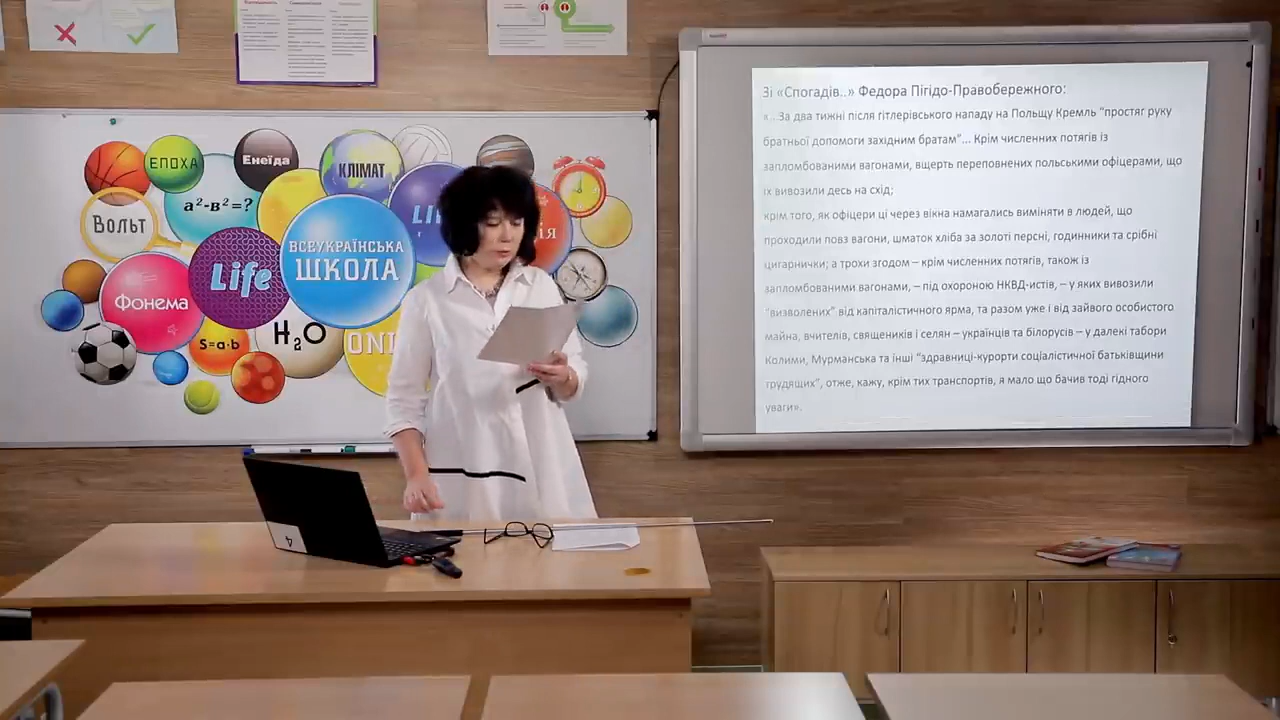 ЕПОХА
Енеїда
КЛІМАТ
Вольт
a²-в²=?
LI
ія
ВСЕУКРАЇНСЬКА
ШКОЛА
Life
Фонема
S=a·b
H₂O
ONL
4
Зі «Спогадів..» Федора Пігідо-Правобережного:
«...За два тижні після гітлерівського нападу на Польщу Кремль "простяг руку
братньої допомоги західним братам"... Крім численних потягів із
запломбованими вагонами, вщерть переповнених польськими офіцерами, що
їх вивозили десь на схід;
крім того, як офіцери ці через вікна намагались виміняти в людей, що
проходили повз вагони, шматок хліба за золоті персні, годинники та срібні
цигарнички; а трохи згодом – крім численних потягів, також із
запломбованими вагонами, – під охороною НКВД-истів, – у яких вивозили
"визволених" від капіталістичного ярма, та разом уже і від зайвого особистого
майна, вчителів, священиків і селян – українців та білорусів – у далекі табори
Колими, Мурманська та інші "здравниці-курорти соціалістичної батьківщини
трудящих", отже, кажу, крім тих транспортів, я мало що бачив тоді гідного
уваги».